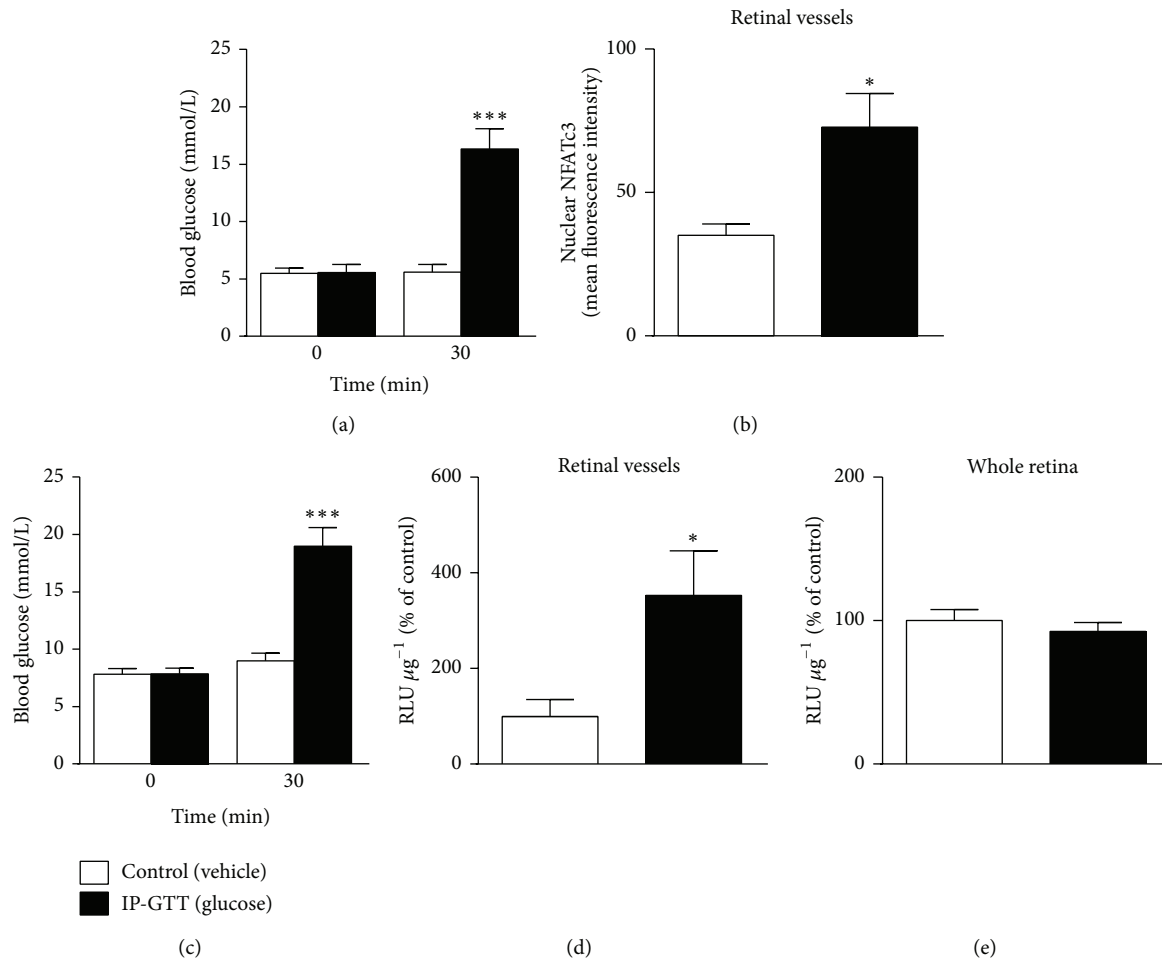 Retinal vessels
25
20
15
10
5
0
Blood glucose (mmol/L)
***
0
30
Time (min)
(a)
100
50
0
Nuclear NFATc3
(mean fluorescence intensity)
*
(b)
25
20
15
10
5
0
Blood glucose (mmol/L)
***
0
30
Time (min)
Control (vehicle)
IP-GTT (glucose)
(c)
Retinal vessels
600
400
200
0
RLU μg⁻¹ (% of control)
*
(d)
Whole retina
200
100
0
RLU μg⁻¹ (% of control)
(e)